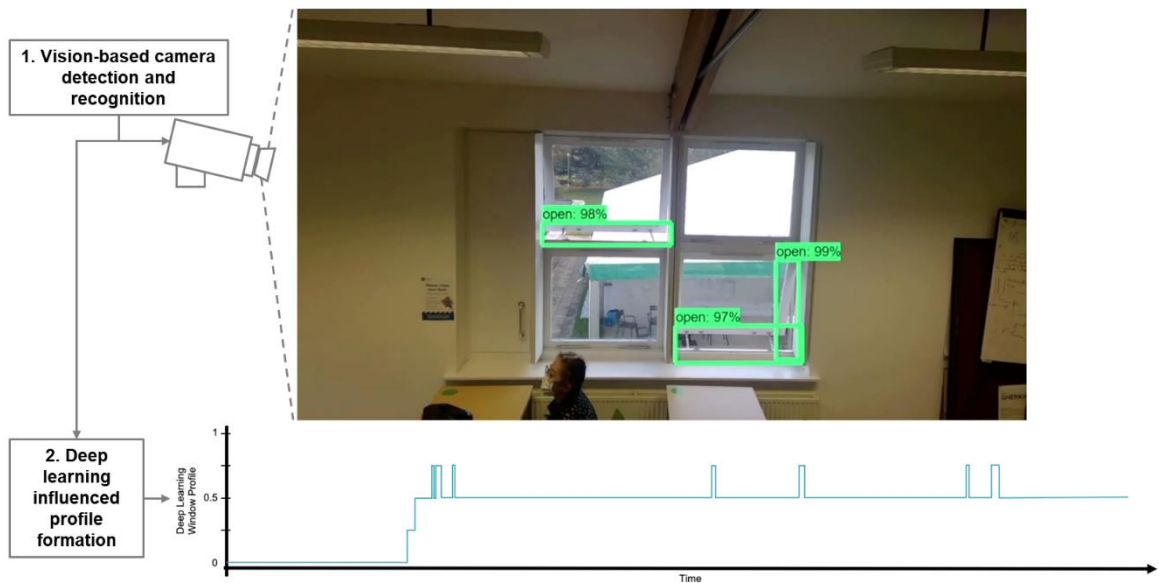 1. Vision-based camera
detection and
recognition
open: 98%
open: 99%
open: 97%
2. Deep
learning
influenced
profile
formation
Deep Learning
Window Profile
1
0.5
0
Time